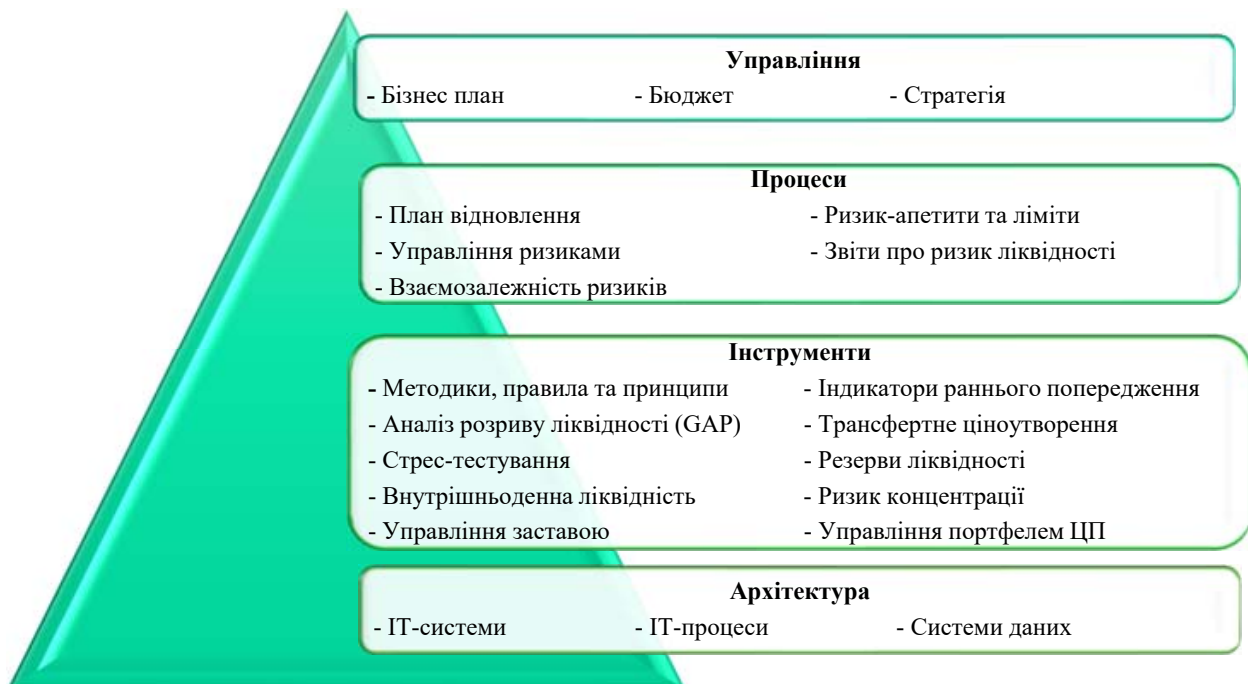 Управління
- Бізнес план - Бюджет - Стратегія
Процеси
- План відновлення - Ризик-апетити та ліміти
- Управління ризиками - Звіти про ризик ліквідності
- Взаємозалежність ризиків
Інструменти
- Методики, правила та принципи - Індикатори раннього попередження
- Аналіз розриву ліквідності (GAP) - Трансфертне ціноутворення
- Стрес-тестування - Резерви ліквідності
- Внутрішньоденна ліквідність - Ризик концентрації
- Управління заставою - Управління портфелем ЦП
Архітектура
- ІТ-системи - ІТ-процеси - Системи даних